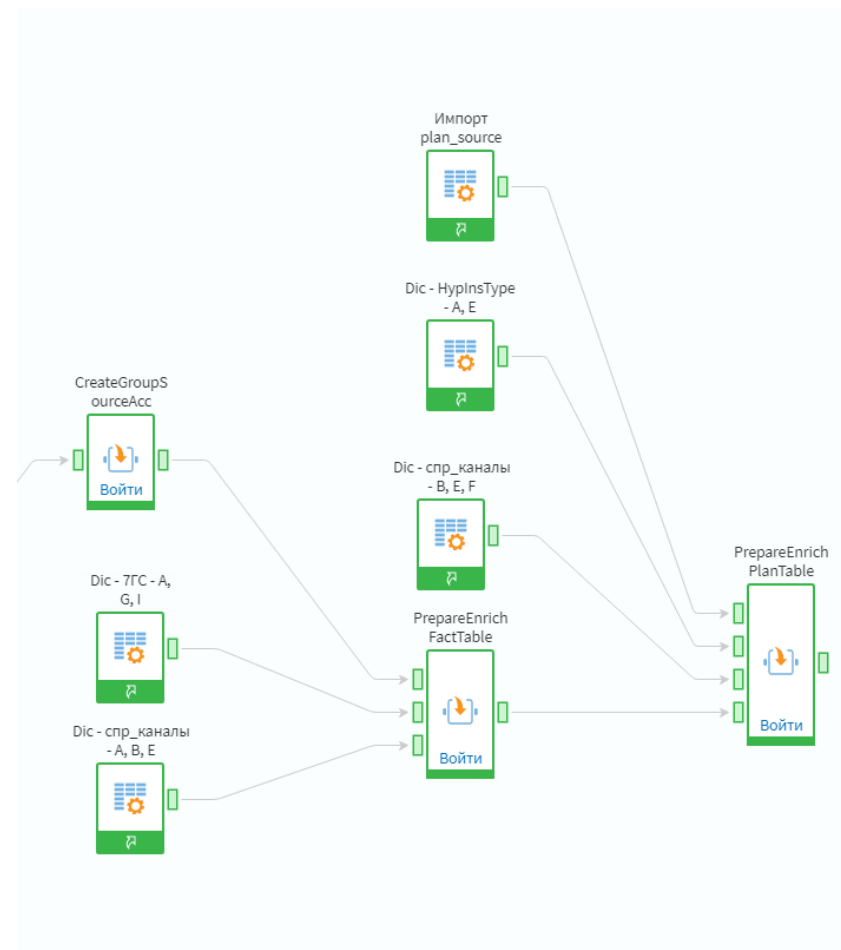 Импорт
plan_source
Dic - HypInsType
- A, E
CreateGroupS
ourceAcc
Войти
Dic - спр_каналы
- B, E, F
PrepareEnrich
PlanTable
Войти
Dic - 7ГС - A,
G, I
PrepareEnrich
FactTable
Войти
Dic - спр_каналы
- A, B, E